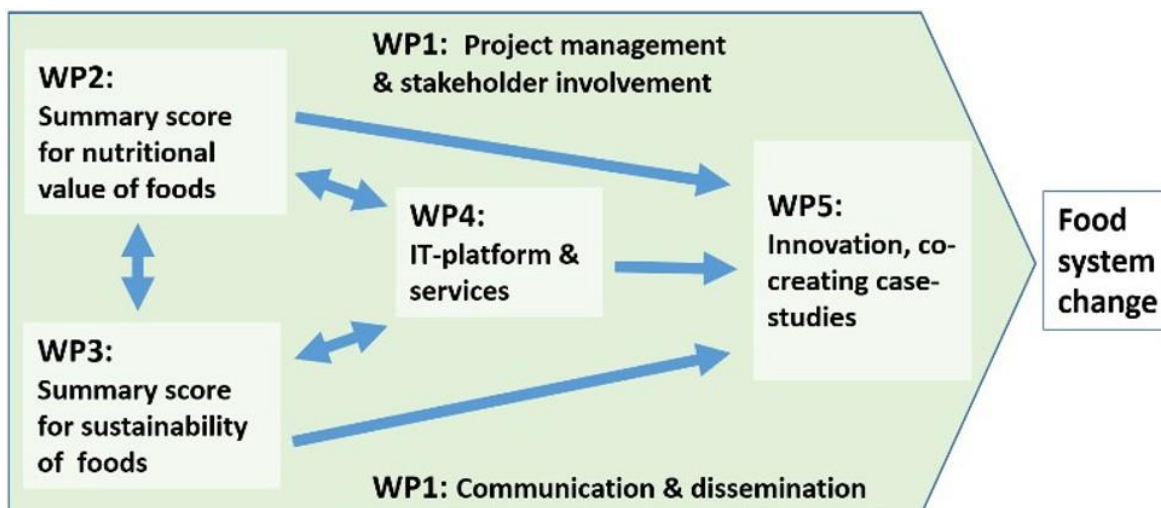 WP1: Project management
& stakeholder involvement
WP2:
Summary score
for nutritional
value of foods
WP4:
IT-platform &
services
WP5:
Innovation, co-
creating case-
studies
Food
system
change
WP3:
Summary score
for sustainability
of foods
WP1: Communication & dissemination